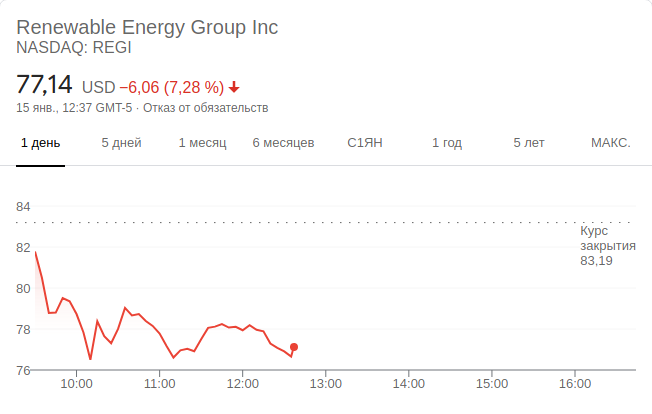 Renewable Energy Group Inc
NASDAQ: REGI
77,14 USD −6,06 (7,28 %)
15 янв., 12:37 GMT-5 · Отказ от обязательств
1 день 5 дней 1 месяц 6 месяцев С1ЯН 1 год 5 лет МАКС.
84
Курс
82 закрытия
83,19
80
78
76
10:00 11:00 12:00 13:00 14:00 15:00 16:00